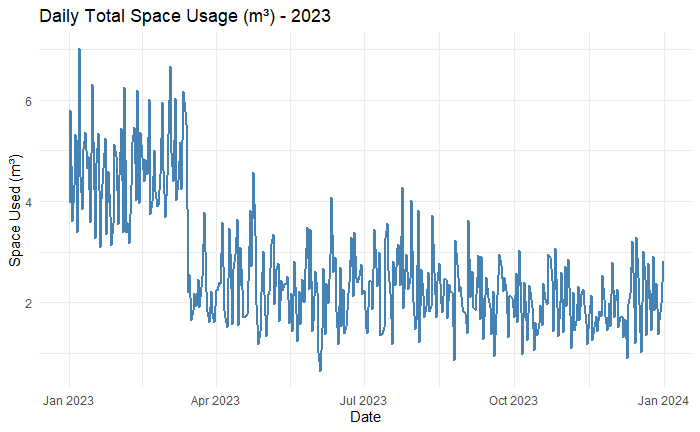 Daily Total Space Usage (m³) - 2023
Space Used (m³)
6
4
2
Jan 2023
Apr 2023
Jul 2023
Oct 2023
Jan 2024
Date